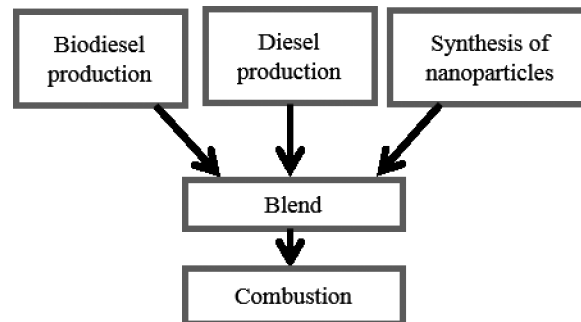 Biodiesel
production
Diesel
production
Synthesis of
nanoparticles
Blend
Combustion